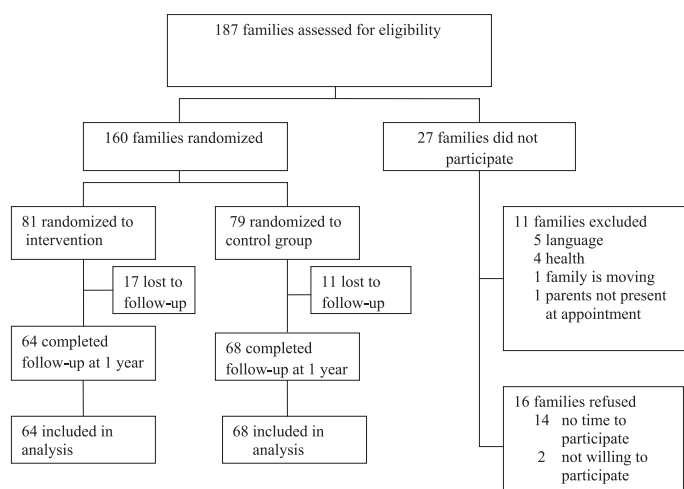 187 families assessed for eligibility
160 families randomized
27 families did not
participate
81 randomized to
intervention
79 randomized to
control group
11 families excluded
5 language
4 health
1 family is moving
1 parents not present
at appointment
17 lost to
follow-up
11 lost to
follow-up
64 completed
follow-up at 1 year
68 completed
follow-up at 1 year
16 families refused
14 no time to
participate
2 not willing to
participate
64 included in
analysis
68 included in
analysis